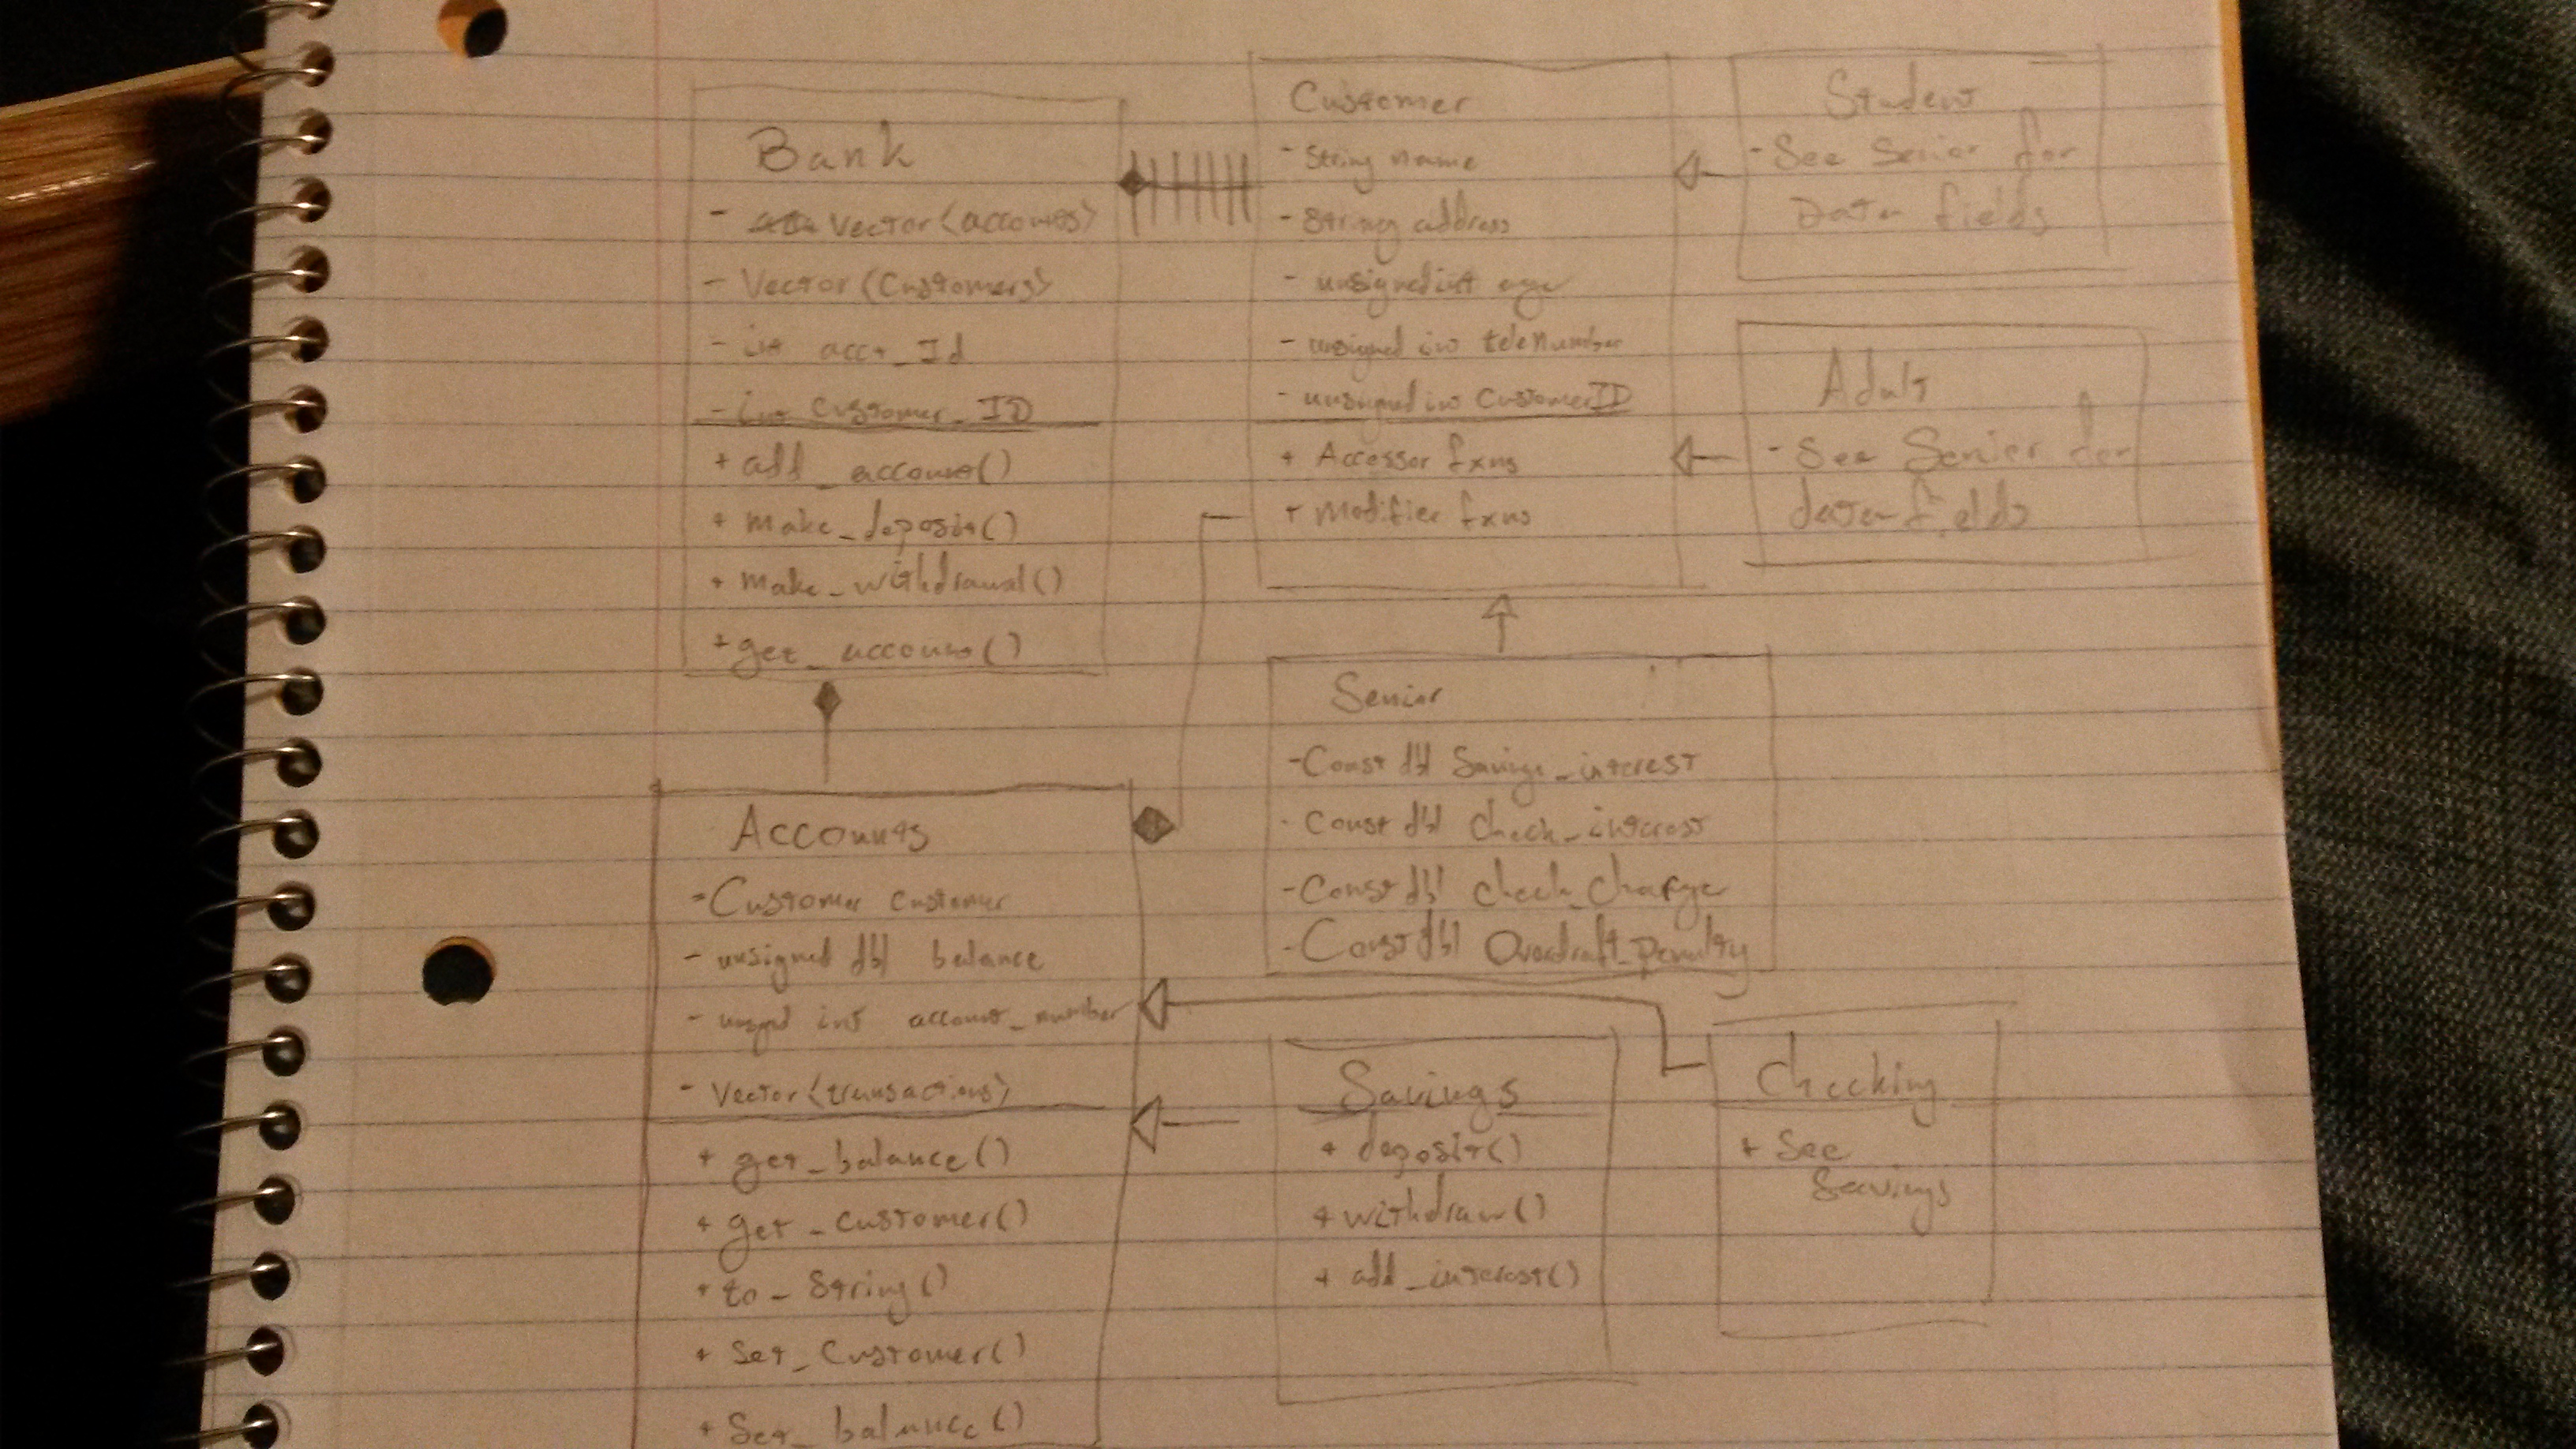 Bank
- Vector<accounts>
- Vector<Customers>
- int acct_Id
- int Customer_ID
+ add_account()
+ make_deposit()
+ make_withdrawal()
+ get_account()
Customer
- String name
- String address
- unsigned int age
- unsigned int teleNumber
- unsigned int CustomerID
+ Accessor fxns
+ Modifier fxns
Student
- See Senior for
Data fields
Adult
- See Senior for
data fields
Senior
- Const dbl Savings_interest
- Const dbl Check_interest
- Const dbl Check_Charge
- Const dbl Overdraft_Penalty
Accounts
- Customer customer
- unsigned dbl balance
- int account_number
- Vector<transactions>
+ get_balance()
+ get_customer()
+ to_String()
+ Set_Customer()
+ Set_balance()
Savings
+ deposit()
+ withdraw()
+ add_interest()
Checking
+ See
Savings